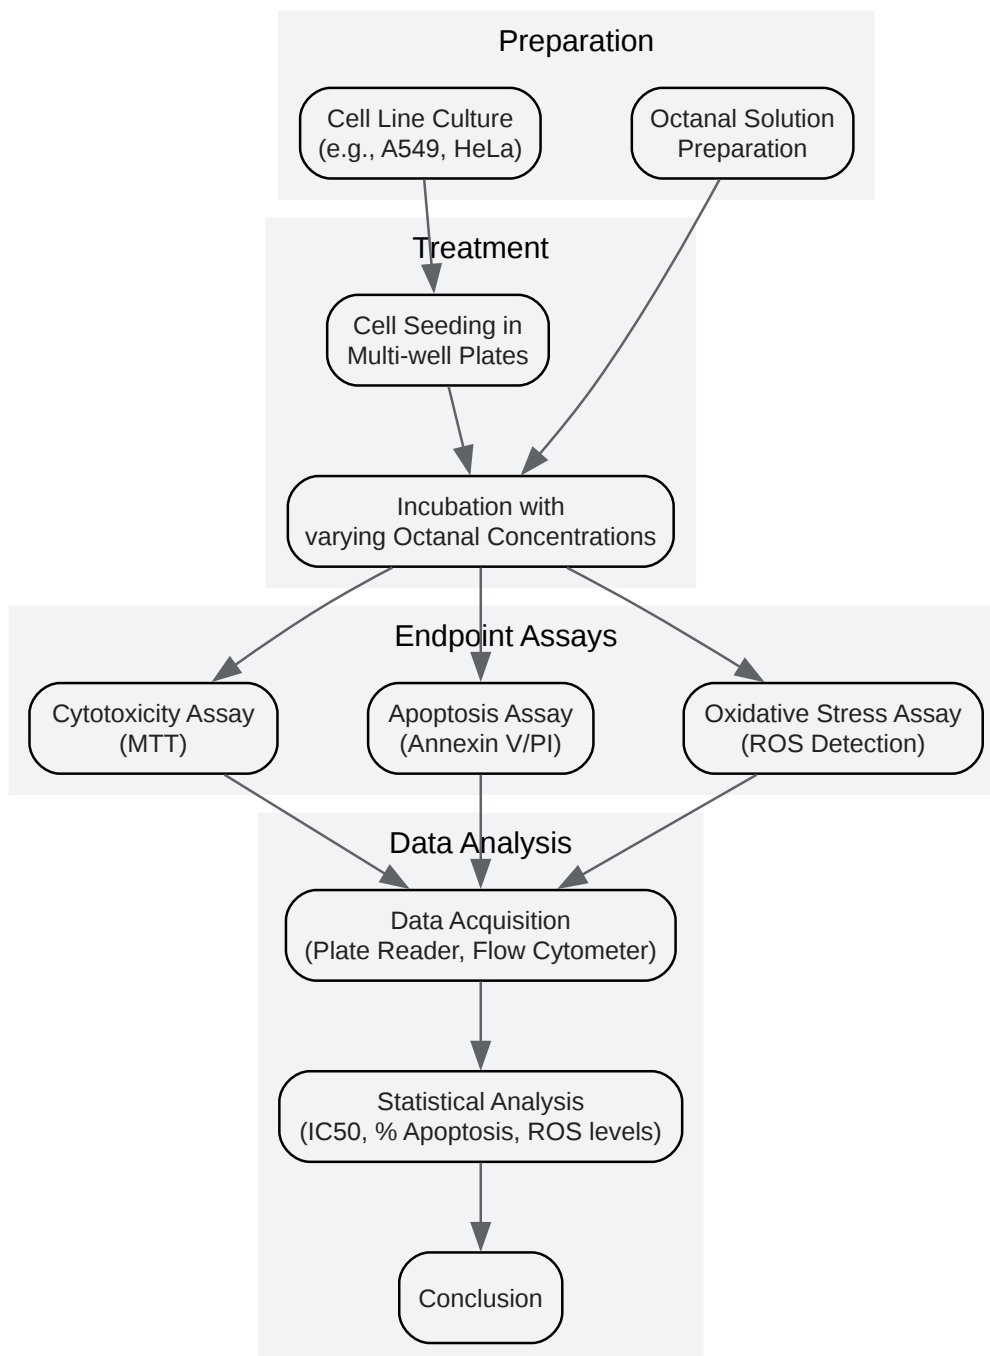 Preparation
Cell Line Culture
(e.g., A549, HeLa)
Octanal Solution
Preparation
Treatment
Cell Seeding in
Multi-well Plates
Incubation with
varying Octanal Concentrations
Endpoint Assays
Cytotoxicity Assay
(MTT)
Apoptosis Assay
(Annexin V/PI)
Oxidative Stress Assay
(ROS Detection)
Data Analysis
Data Acquisition
(Plate Reader, Flow Cytometer)
Statistical Analysis
(IC50, % Apoptosis, ROS levels)
Conclusion